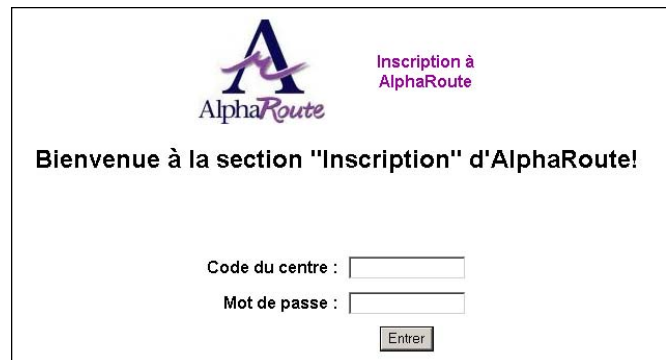 AlphaRoute
Inscription à
AlphaRoute
Bienvenue à la section "Inscription" d'AlphaRoute!
Code du centre :
Mot de passe :
Entrer